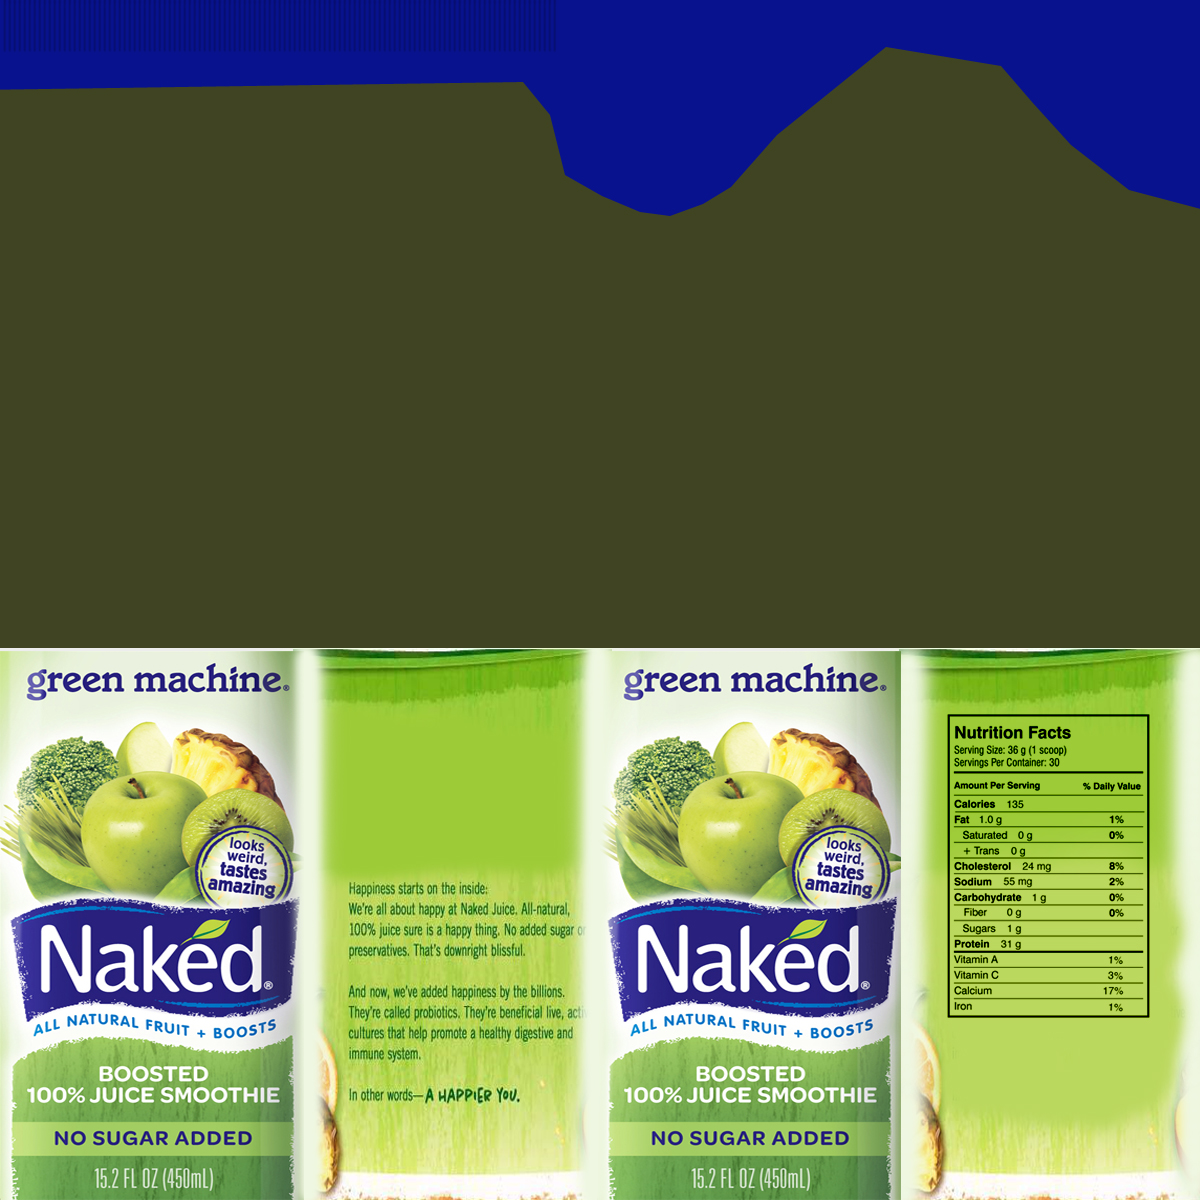 green machine®
looks
weird,
tastes
amazing
Naked®
ALL NATURAL FRUIT + BOOSTS
BOOSTED
100% JUICE SMOOTHIE
NO SUGAR ADDED
15.2 FL OZ (450mL)
Happiness starts on the inside:
We're all about happy at Naked Juice. All-natural,
100% juice sure is a happy thing. No added sugar or
preservatives. That's downright blissful.
And now, we've added happiness by the billions.
They're called probiotics. They're beneficial live,
cultures that help promote a healthy digestive and
immune system.
In other words—A HAPPIER YOU.
green machine®
looks
weird,
tastes
amazing
Naked®
ALL NATURAL FRUIT + BOOSTS
BOOSTED
100% JUICE SMOOTHIE
NO SUGAR ADDED
15.2 FL OZ (450mL)
Nutrition Facts
Serving Size: 36 g (1 scoop)
Servings Per Container: 30
Amount Per Serving % Daily Value
Calories 135
Fat 1.0 g 1%
Saturated 0 g 0%
+ Trans 0 g
Cholesterol 24 mg 8%
Sodium 55 mg 2%
Carbohydrate 1 g 0%
Fiber 0 g 0%
Sugars 1 g
Protein 31 g
Vitamin A 1%
Vitamin C 3%
Calcium 17%
Iron 1%